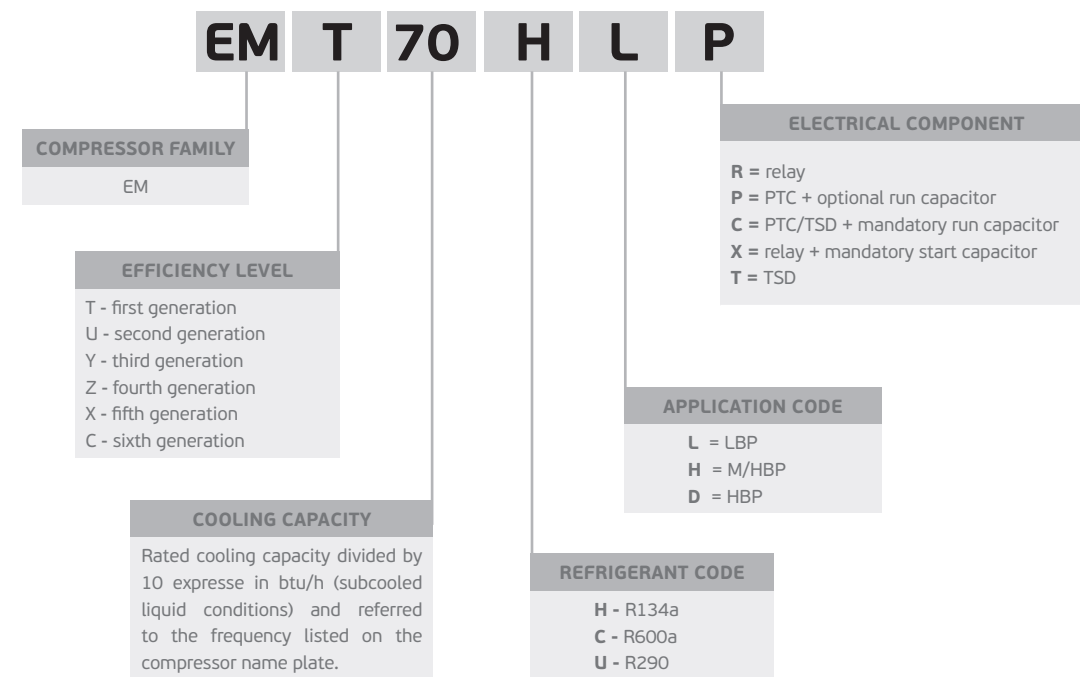 EM T 70 H L P
COMPRESSOR FAMILY
EM
EFFICIENCY LEVEL
T - first generation
U - second generation
Y - third generation
Z - fourth generation
X - fifth generation
C - sixth generation
COOLING CAPACITY
Rated cooling capacity divided by
10 expresse in btu/h (subcooled
liquid conditions) and referred
to the frequency listed on the
compressor name plate.
REFRIGERANT CODE
H - R134a
C - R600a
U - R290
APPLICATION CODE
L = LBP
H = M/HBP
D = HBP
ELECTRICAL COMPONENT
R = relay
P = PTC + optional run capacitor
C = PTC/TSD + mandatory run capacitor
X = relay + mandatory start capacitor
T = TSD